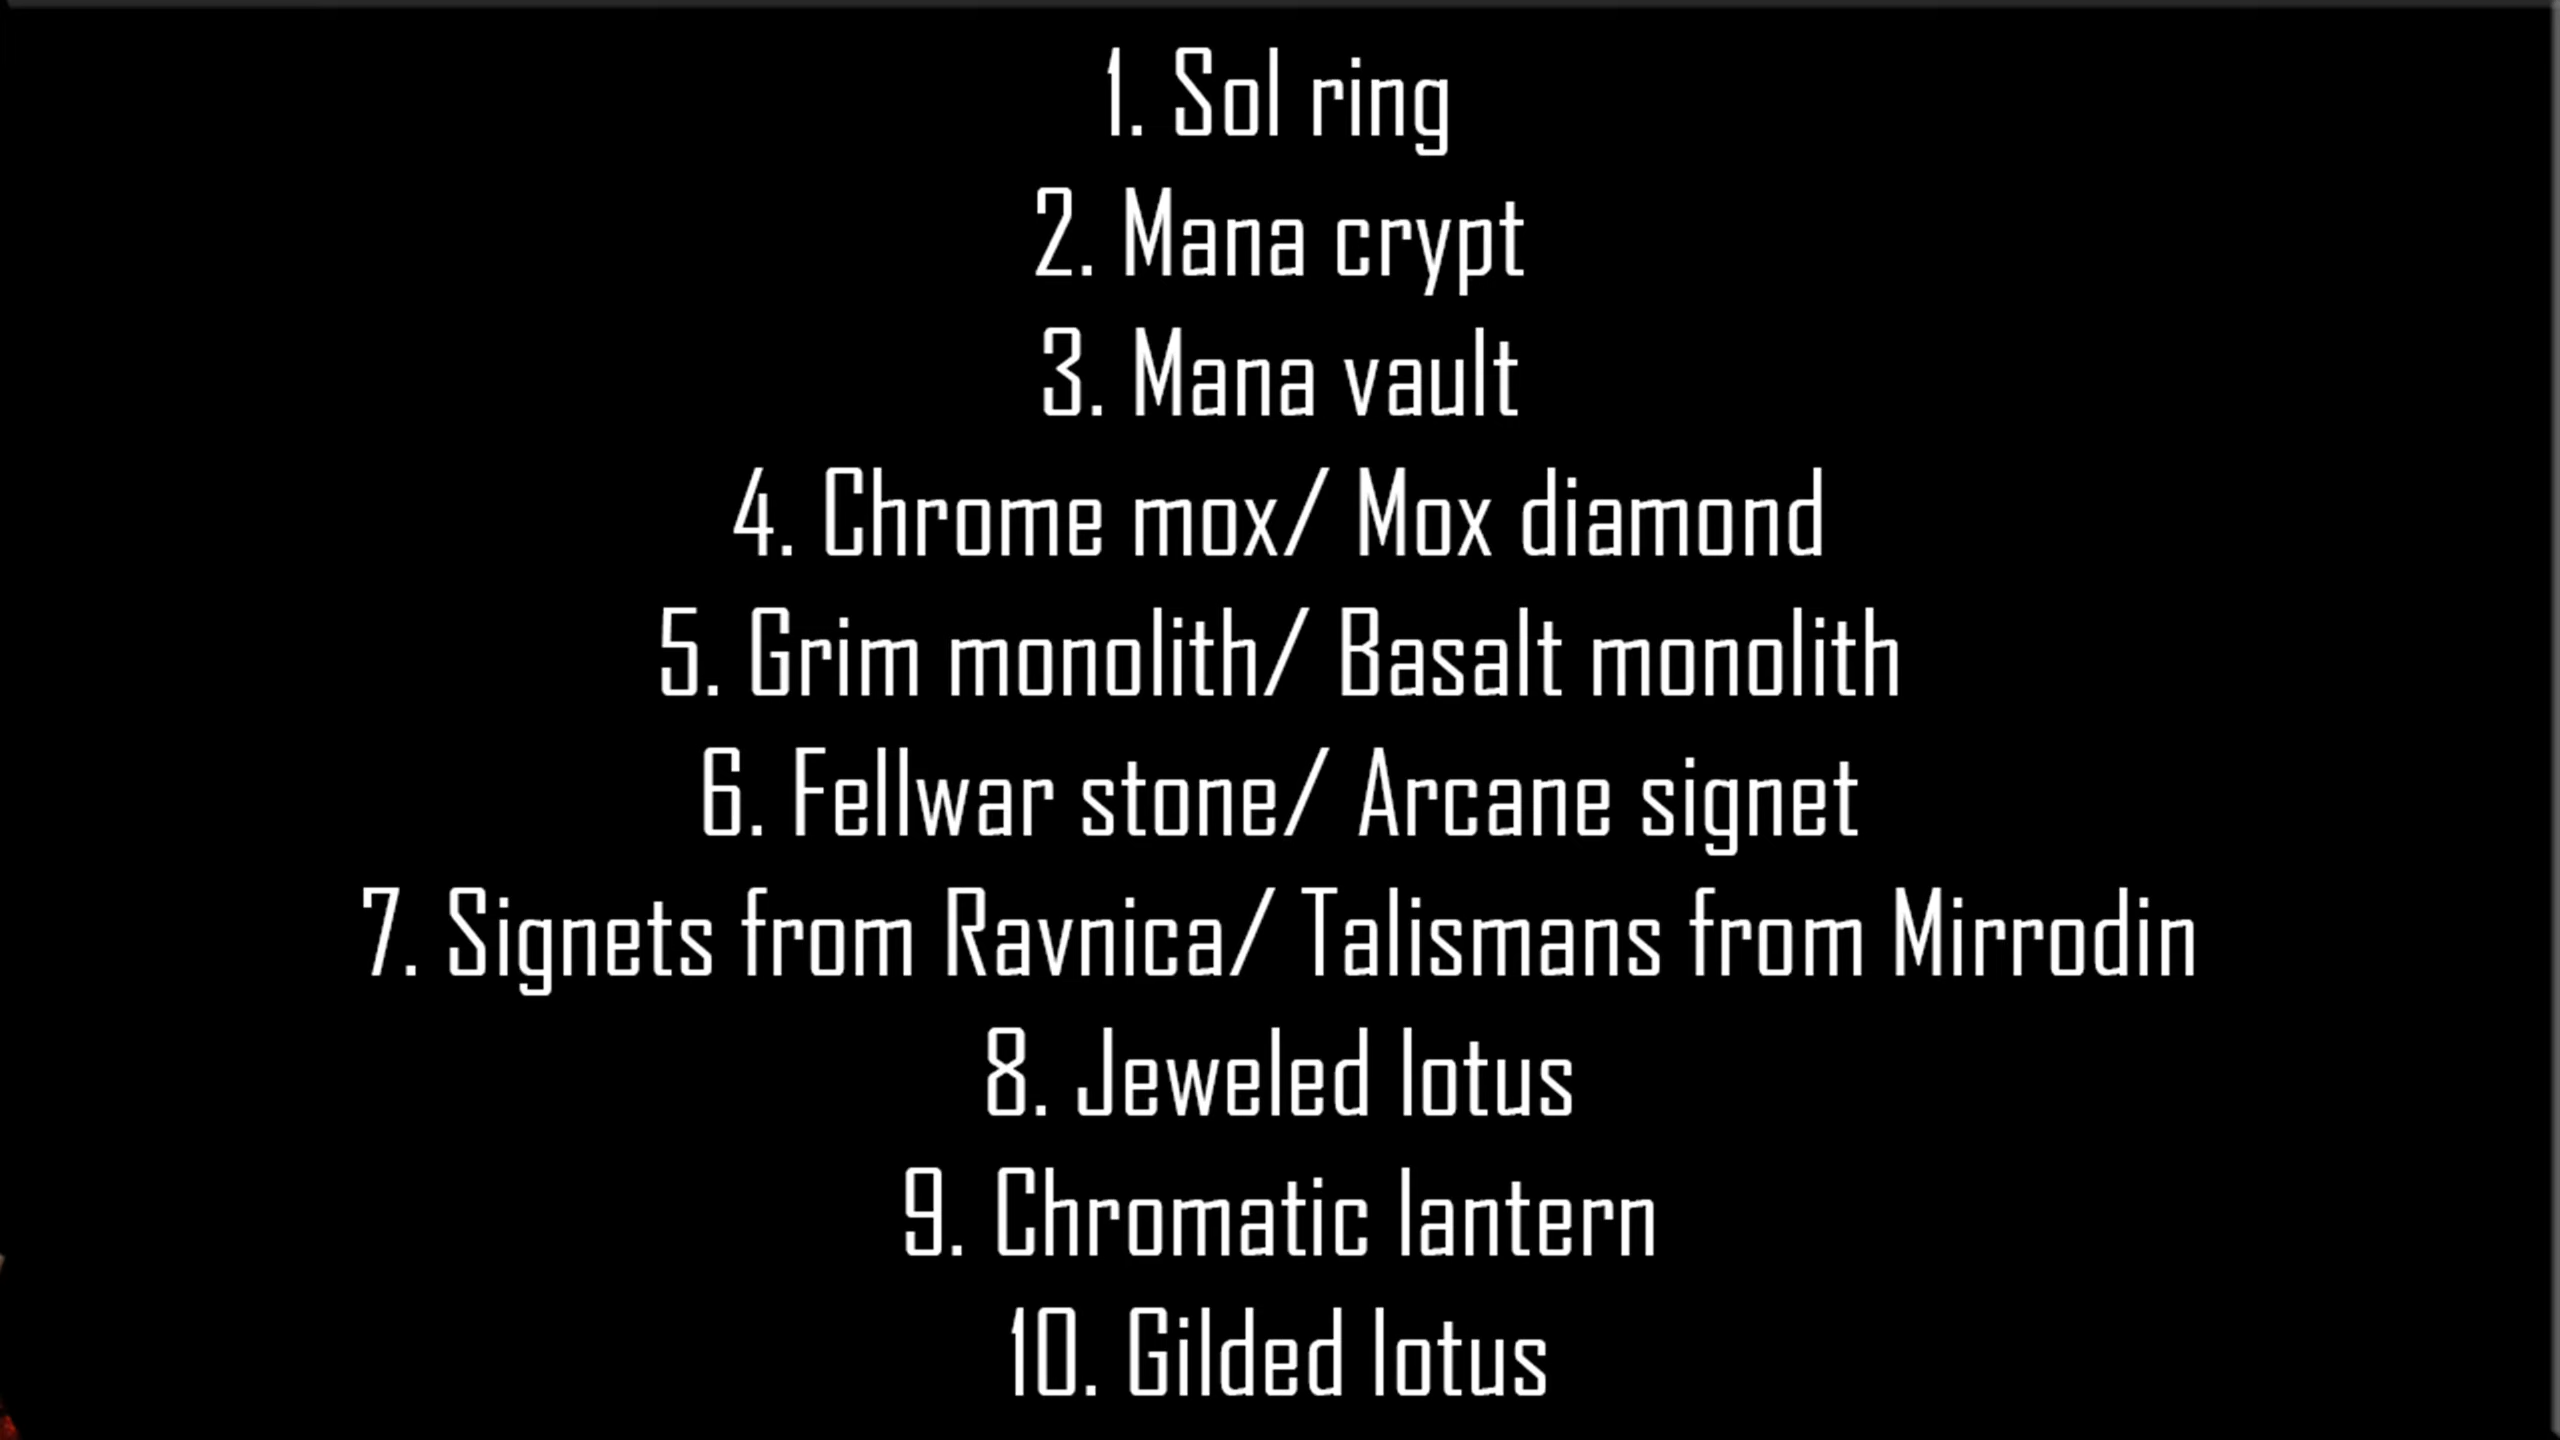 1. Sol ring
2. Mana crypt
3. Mana vault
4. Chrome mox/ Mox diamond
5. Grim monolith/ Basalt monolith
6. Fellwar stone/ Arcane signet
7. Signets from Ravnica/ Talismans from Mirrodin
8. Jeweled lotus
9. Chromatic lantern
10. Gilded lotus